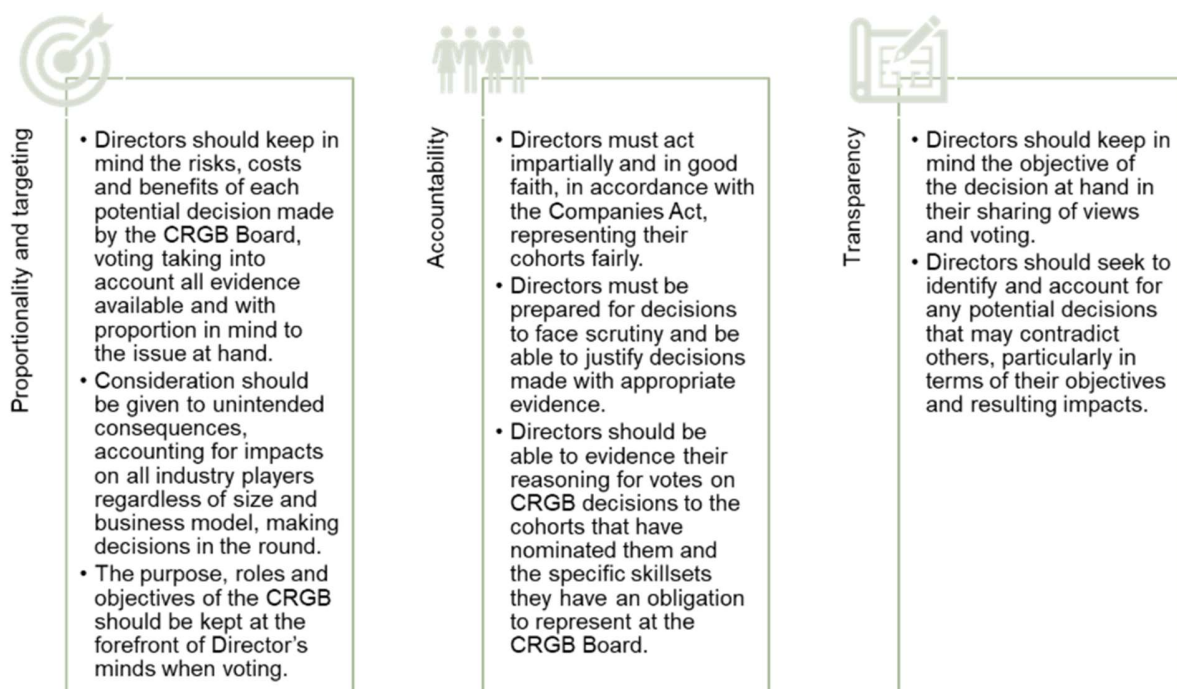 Proportionality and targeting
• Directors should keep in
mind the risks, costs
and benefits of each
potential decision made
by the CRGB Board,
voting taking into
account all evidence
available and with
proportion in mind to
the issue at hand.
• Consideration should
be given to unintended
consequences,
accounting for impacts
on all industry players
regardless of size and
business model, making
decisions in the round.
• The purpose, roles and
objectives of the CRGB
should be kept at the
forefront of Director's
minds when voting.
Accountability
• Directors must act
impartially and in good
faith, in accordance with
the Companies Act,
representing their
cohorts fairly.
• Directors must be
prepared for decisions
to face scrutiny and be
able to justify decisions
made with appropriate
evidence.
• Directors should be
able to evidence their
reasoning for votes on
CRGB decisions to the
cohorts that have
nominated them and
the specific skillsets
they have an obligation
to represent at the
CRGB Board.
Transparency
• Directors should keep in
mind the objective of
the decision at hand in
their sharing of views
and voting.
• Directors should seek to
identify and account for
any potential decisions
that may contradict
others, particularly in
terms of their objectives
and resulting impacts.